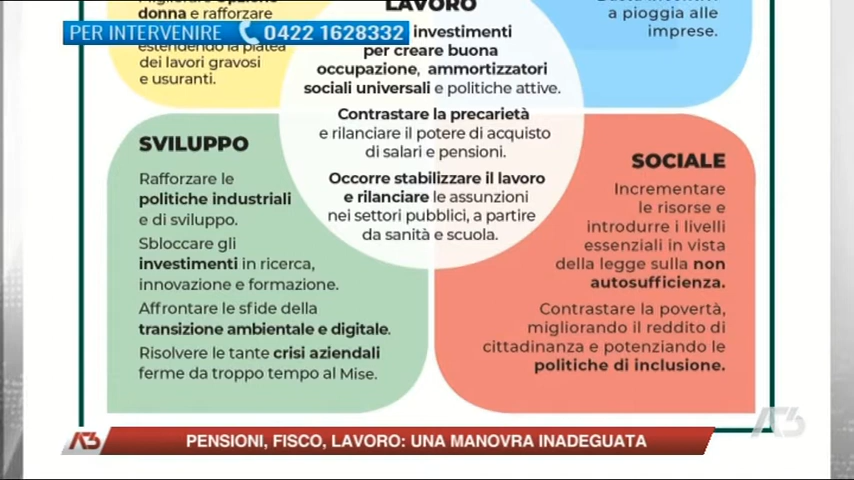 Migliorare opzione
donna e rafforzare
PER INTERVENIRE 0422 1628332
estendendo la platea
dei lavori gravosi
e usuranti.
LAVORO
investimenti
per creare buona
occupazione, ammortizzatori
sociali universali e politiche attive.
Contrastare la precarietà
e rilanciare il potere di acquisto
di salari e pensioni.
Occorre stabilizzare il lavoro
e rilanciare le assunzioni
nei settori pubblici, a partire
da sanità e scuola.
a pioggia alle
imprese.
SVILUPPO
Rafforzare le
politiche industriali
e di sviluppo.
Sbloccare gli
investimenti in ricerca,
innovazione e formazione.
Affrontare le sfide della
transizione ambientale e digitale.
Risolvere le tante crisi aziendali
ferme da troppo tempo al Mise.
SOCIALE
Incrementare
le risorse e
introdurre i livelli
essenziali in vista
della legge sulla non
autosufficienza.
Contrastare la povertà,
migliorando il reddito di
cittadinanza e potenziando le
politiche di inclusione.
A3
A3
PENSIONI, FISCO, LAVORO: UNA MANOVRA INADEGUATA